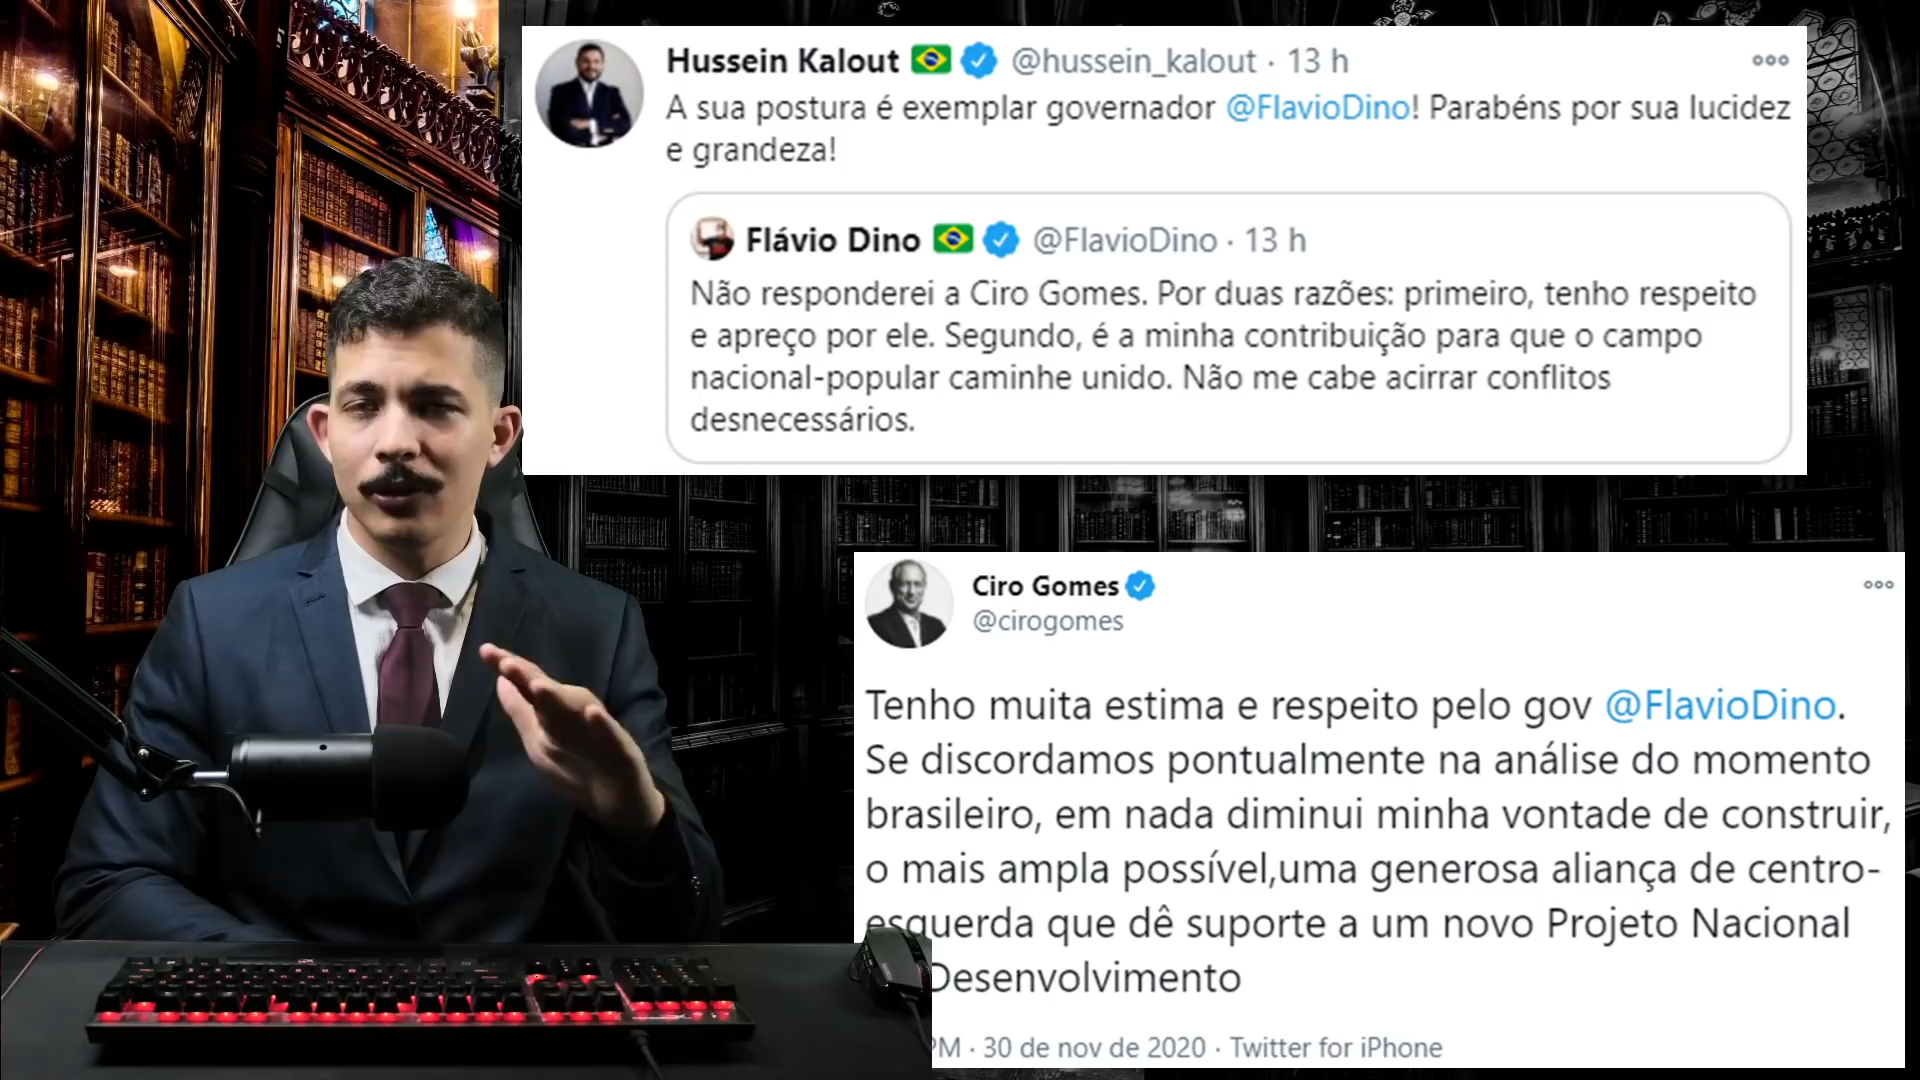 Hussein Kalout @hussein_kalout · 13 h
A sua postura é exemplar governador @FlavioDino! Parabéns por sua lucidez
e grandeza!
Flávio Dino @FlavioDino · 13 h
Não responderei a Ciro Gomes. Por duas razões: primeiro, tenho respeito
e apreço por ele. Segundo, é a minha contribuição para que o campo
nacional-popular caminhe unido. Não me cabe acirrar conflitos
desnecessários.
Ciro Gomes
@cirogomes
Tenho muita estima e respeito pelo gov @FlavioDino.
Se discordamos pontualmente na análise do momento
brasileiro, em nada diminui minha vontade de construir,
o mais ampla possível,uma generosa aliança de centro-
esquerda que dê suporte a um novo Projeto Nacional
Desenvolvimento
PM · 30 de nov de 2020 · Twitter for iPhone